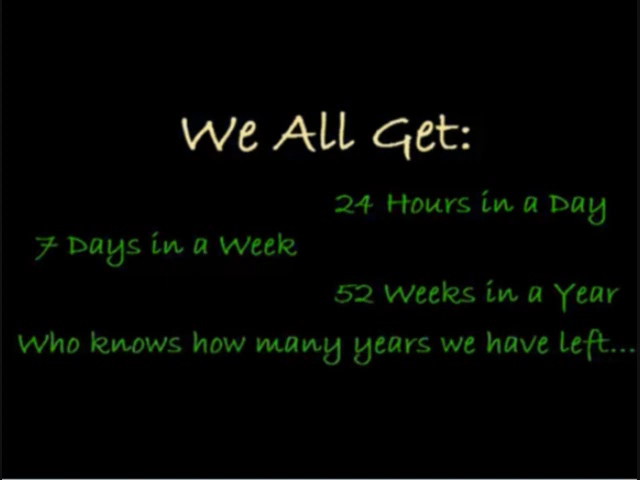 We All Get:
24 Hours in a Day
7 Days in a Week
52 Weeks in a Year
Who knows how many years we have left...